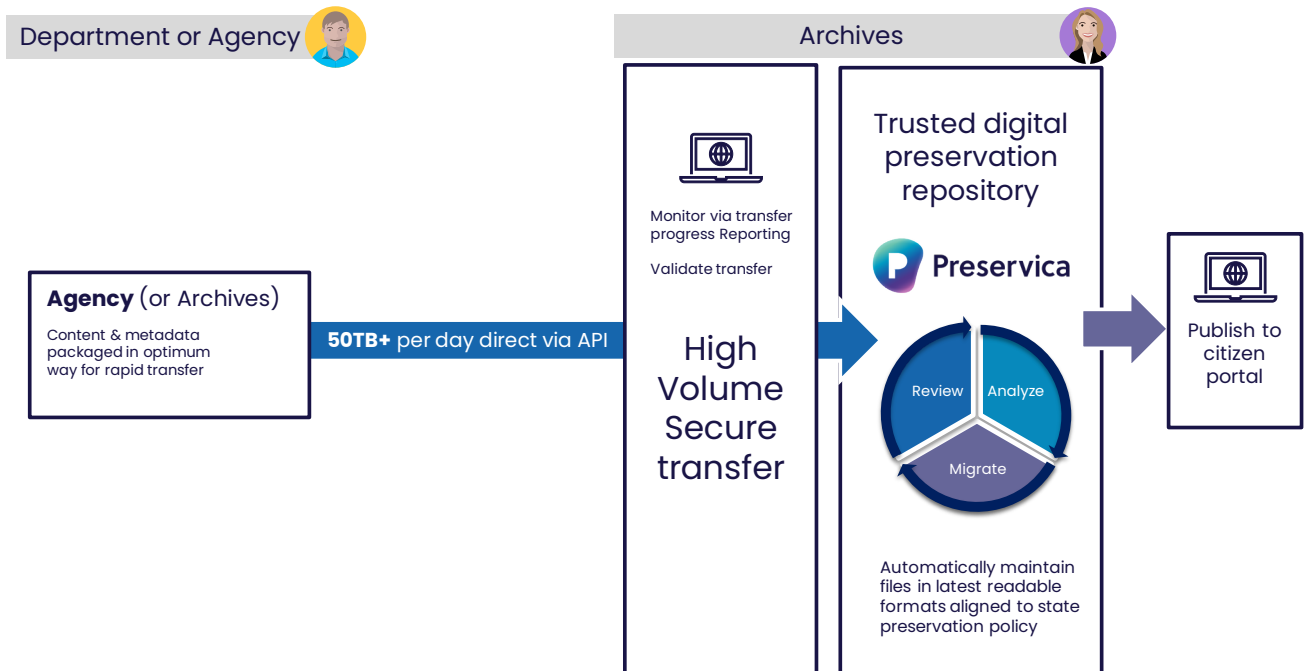 Department or Agency
Archives
Agency (or Archives)
Content & metadata
packaged in optimum
way for rapid transfer
50TB+ per day direct via API
Monitor via transfer
progress Reporting
Validate transfer
High
Volume
Secure
transfer
Trusted digital
preservation
repository
P Preservica
Review
Analyze
Migrate
Automatically maintain
files in latest readable
formats aligned to state
preservation policy
Publish to
citizen
portal